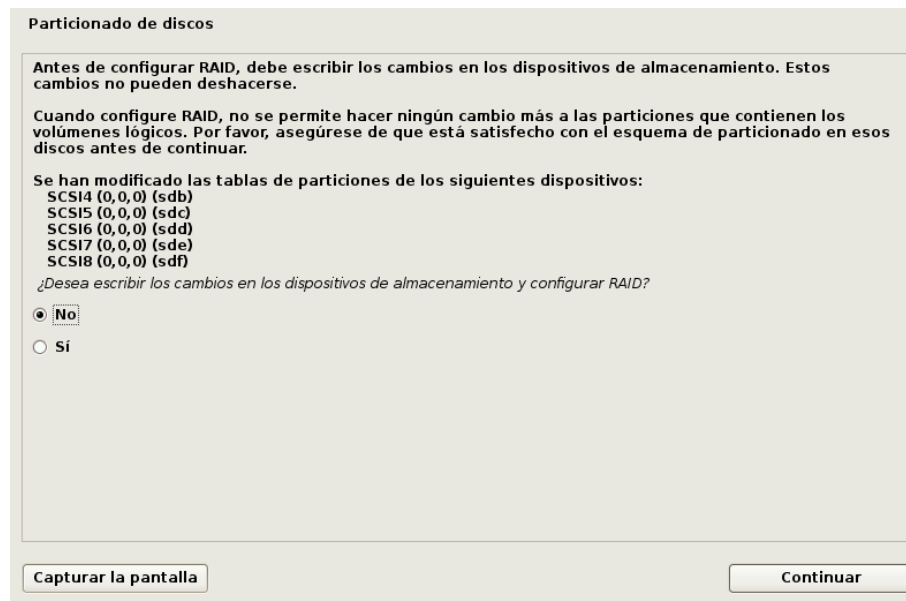 Particionado de discos
Antes de configurar RAID, debe escribir los cambios en los dispositivos de almacenamiento. Estos
cambios no pueden deshacerse.
Cuando configure RAID, no se permite hacer ningún cambio más a las particiones que contienen los
volúmenes lógicos. Por favor, asegúrese de que está satisfecho con el esquema de particionado en esos
discos antes de continuar.
Se han modificado las tablas de particiones de los siguientes dispositivos:
SCSI4 (0,0,0) (sdb)
SCSI5 (0,0,0) (sdc)
SCSI6 (0,0,0) (sdd)
SCSI7 (0,0,0) (sde)
SCSI8 (0,0,0) (sdf)
¿Desea escribir los cambios en los dispositivos de almacenamiento y configurar RAID?
No
Sí
Capturar la pantalla
Continuar